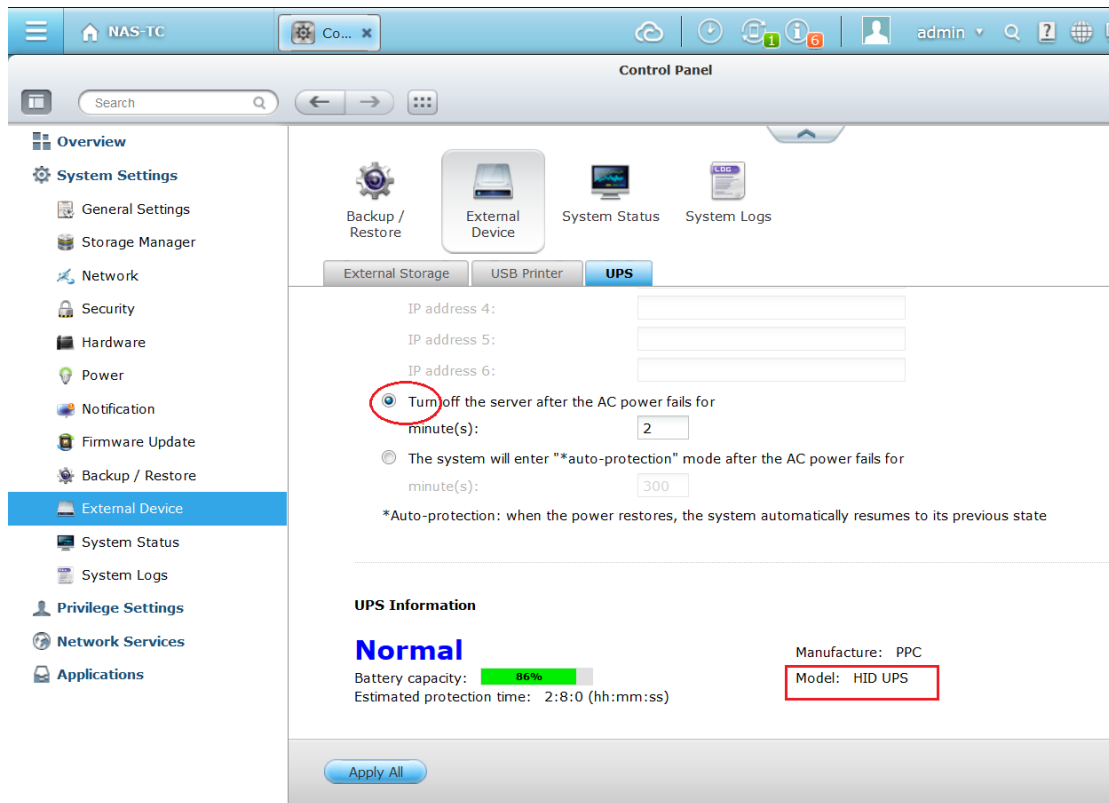 NAS-TC
Co...
1
6
admin
?
Control Panel
Search
Overview
System Settings
General Settings
Storage Manager
Network
Security
Hardware
Power
Notification
Firmware Update
Backup / Restore
External Device
System Status
System Logs
Privilege Settings
Network Services
Applications
Backup /
Restore
External
Device
System Status
LOG
System Logs
External Storage
USB Printer
UPS
IP address 4:
IP address 5:
IP address 6:
Turn off the server after the AC power fails for
minute(s): 2
The system will enter "*auto-protection" mode after the AC power fails for
minute(s): 300
*Auto-protection: when the power restores, the system automatically resumes to its previous state
UPS Information
Normal
Manufacture: PPC
Battery capacity: 86%
Model: HID UPS
Estimated protection time: 2:8:0 (hh:mm:ss)
Apply All